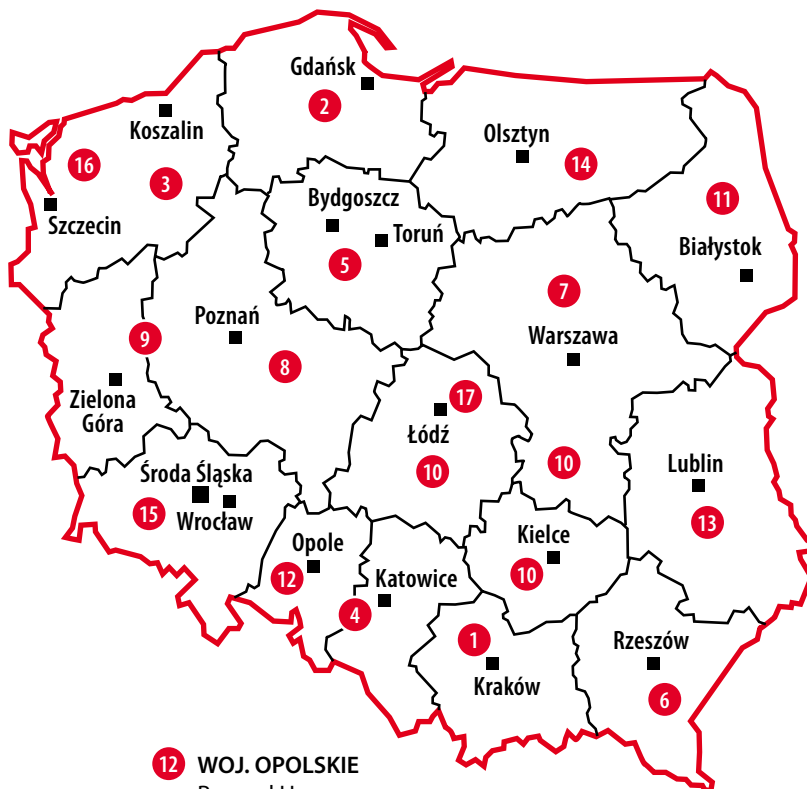 Gdańsk
2
Koszalin
Olsztyn
16
14
3
11
Szczecin
Bydgoszcz
Toruń
5
Białystok
7
Poznań
9
Warszawa
8
17
Zielona
Góra
Łódź
10
10
Środa Śląska
Lublin
15
Wrocław
13
Opole
Kielce
12
Katowice
10
4
1
Rzeszów
Kraków
6
12 WOJ. OPOLSKIE